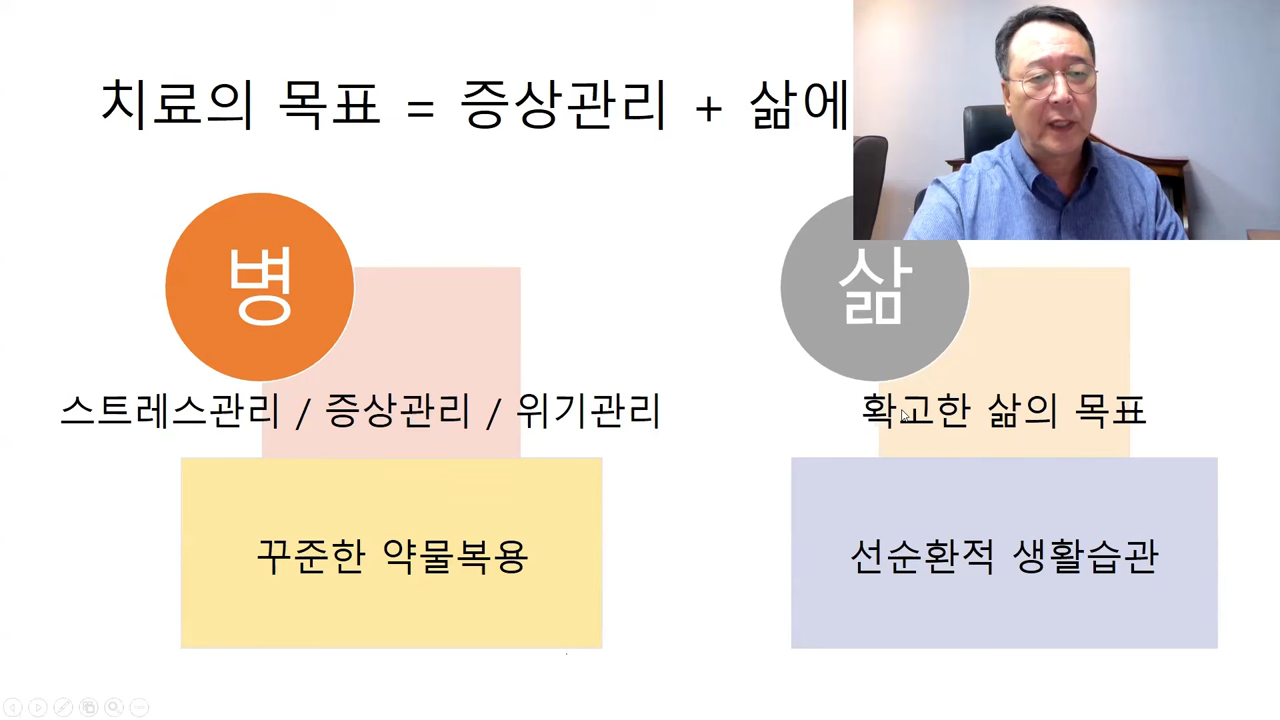 치료의 목표 = 증상관리 + 삶에
병
삶
스트레스관리 / 증상관리 / 위기관리
확고한 삶의 목표
꾸준한 약물복용
선순환적 생활습관